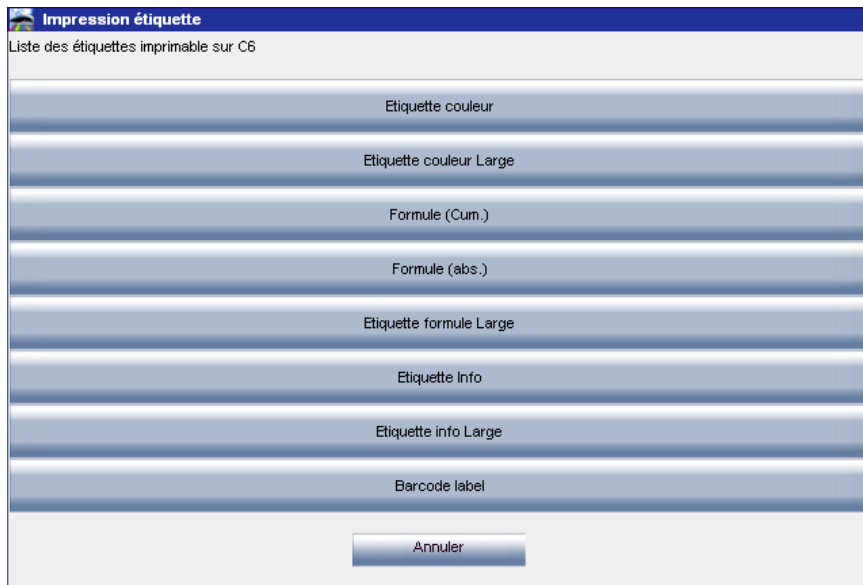 Impression étiquette
Liste des étiquettes imprimable sur C6
Etiquette couleur
Etiquette couleur Large
Formule (Cum.)
Formule (abs.)
Etiquette formule Large
Etiquette Info
Etiquette info Large
Barcode label
Annuler